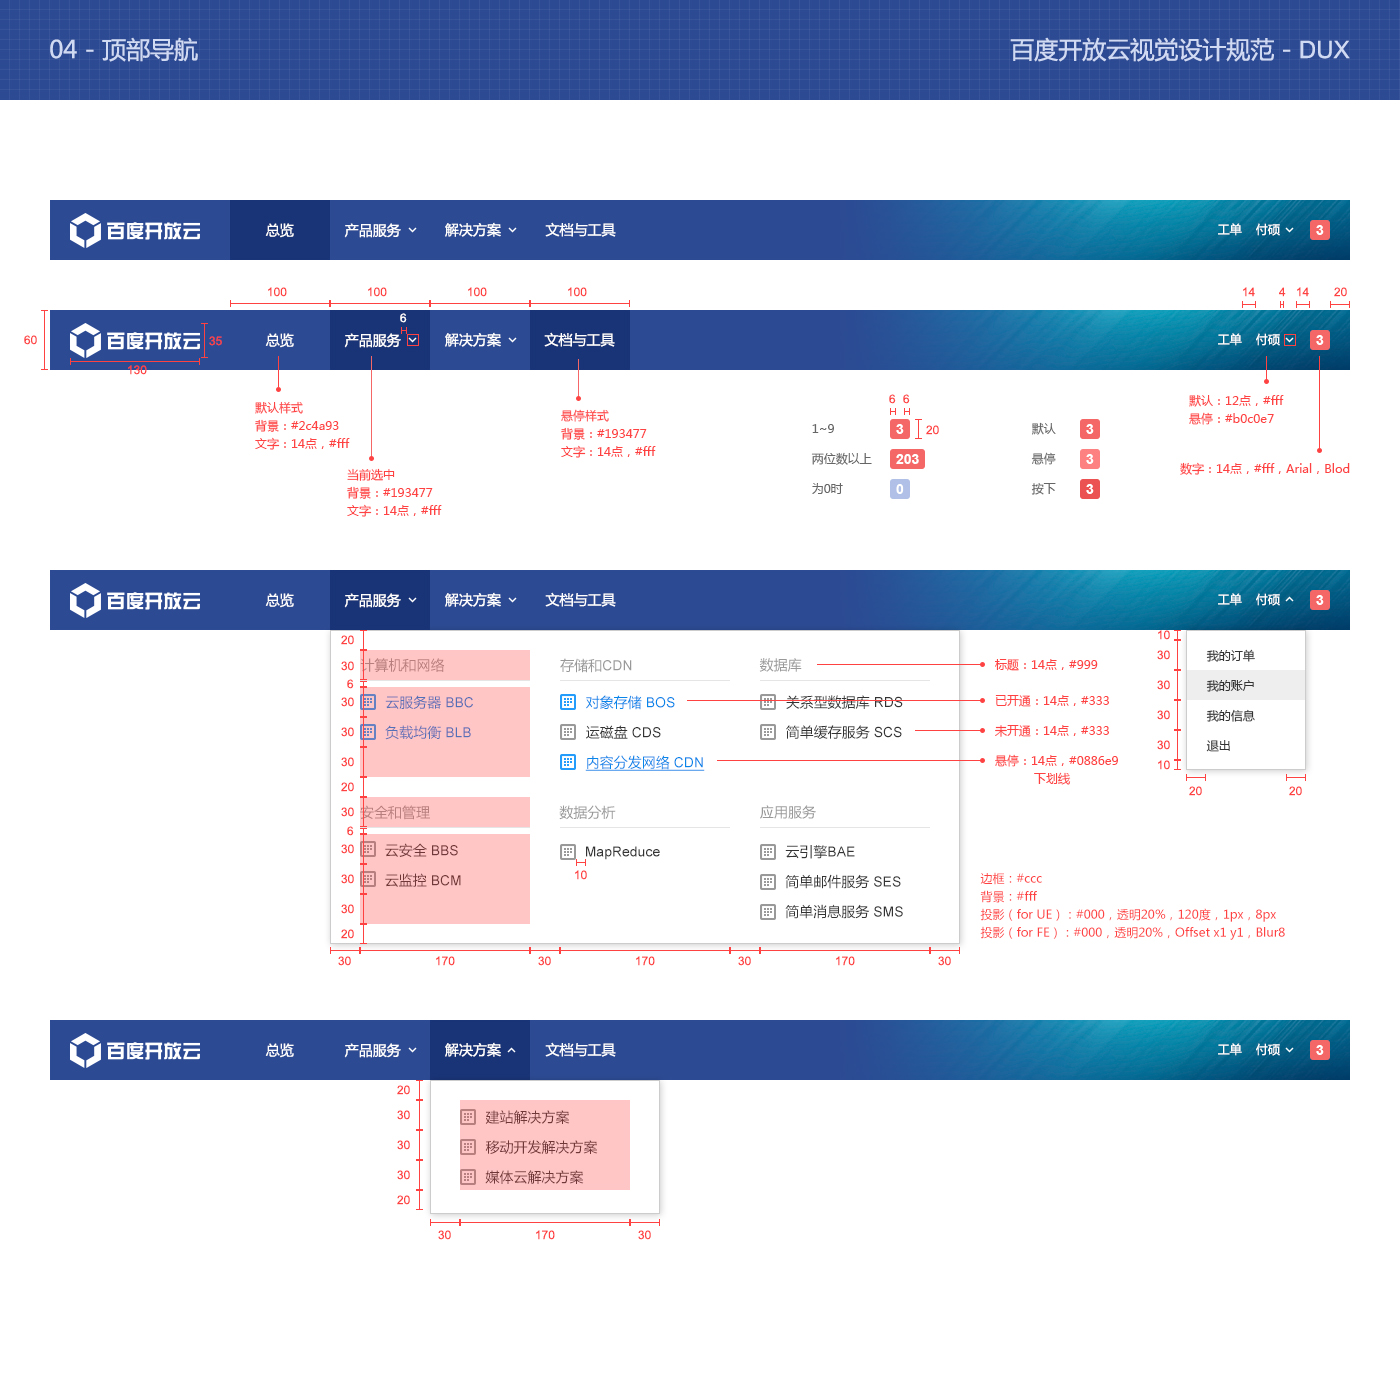 04 - 顶部导航
百度开放云视觉设计规范 - DUX
百度开放云 总览 产品服务 解决方案 文档与工具 工单 付硕 3
100 100 100 100 14 4 14 20
6
60 百度开放云 35 总览 产品服务 解决方案 文档与工具 工单 付硕 3
130
默认样式
背景：#2c4a93
文字：14点，#fff
当前选中
背景：#193477
文字：14点，#fff
悬停样式
背景：#193477
文字：14点，#fff
6 6
1~9 3 20
两位数以上 203
为0时 0
默认 3
悬停 3
按下 3
默认：12点，#fff
悬停：#b0c0e7
数字：14点，#fff，Arial，Blod
百度开放云 总览 产品服务 解决方案 文档与工具 工单 付硕 3
20
30 计算机和网络 存储和CDN 数据库 标题：14点，#999
6
30 云服务器 BBC 对象存储 BOS 关系型数据库 RDS 已开通：14点，#333
30 负载均衡 BLB 运磁盘 CDS 简单缓存服务 SCS 未开通：14点，#333
30 内容分发网络 CDN 悬停：14点，#0886e9
下划线
20
30 安全和管理 数据分析 应用服务
6
30 云安全 BBS MapReduce 云引擎BAE
10
30 云监控 BCM 简单邮件服务 SES
30 简单消息服务 SMS
20
30 170 30 170 30 170 30
10
30 我的订单
30 我的账户
30 我的信息
30 退出
10
20 20
边框：#ccc
背景：#fff
投影（for UE）：#000，透明20%，120度，1px，8px
投影（for FE）：#000，透明20%，Offset x1 y1，Blur8
百度开放云 总览 产品服务 解决方案 文档与工具 工单 付硕 3
20
30 建站解决方案
30 移动开发解决方案
30 媒体云解决方案
20
30 170 30